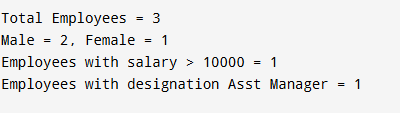 Total Employees = 3
Male = 2, Female = 1
Employees with salary > 10000 = 1
Employees with designation Asst Manager = 1